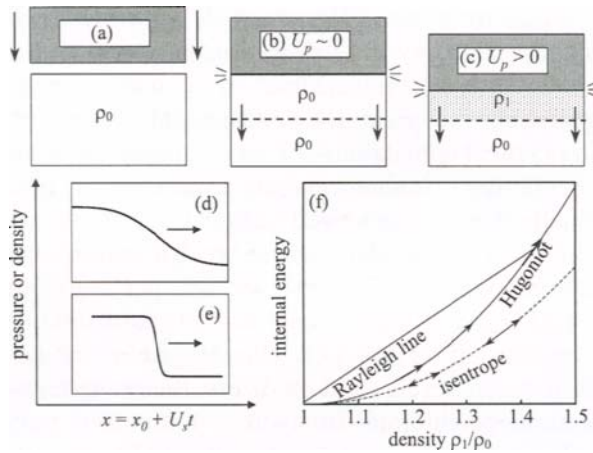 (a)
ρ₀
(b) Uₚ ~ 0
ρ₀
ρ₀
(c) Uₚ > 0
ρ₁
ρ₀
pressure or density
(d)
(e)
x = x₀ + Uₛt
(f)
internal energy
Rayleigh line
Hugoniot
isentrope
1 1.1 1.2 1.3 1.4 1.5
density ρ₁/ρ₀